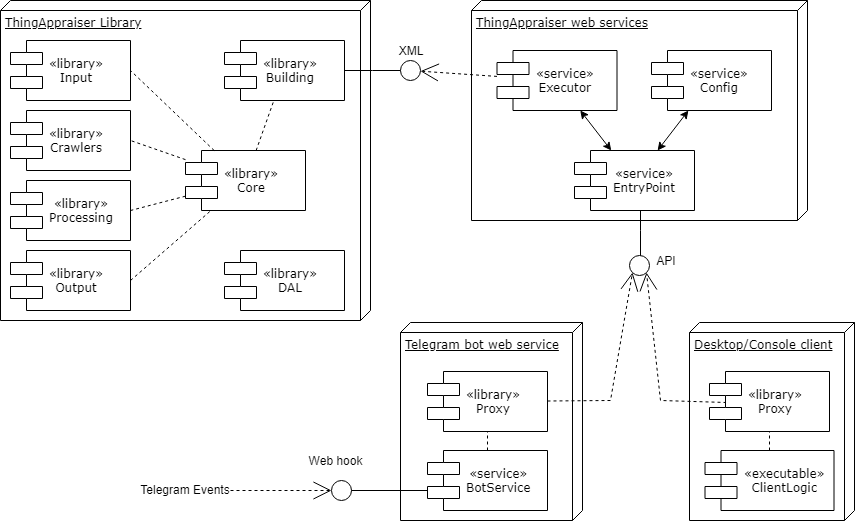 ThingAppraiser Library
«library»
Input
«library»
Building
«library»
Crawlers
«library»
Core
«library»
Processing
«library»
Output
«library»
DAL
XML
ThingAppraiser web services
«service»
Executor
«service»
Config
«service»
EntryPoint
API
Telegram bot web service
«library»
Proxy
«service»
BotService
Web hook
Telegram Events
Desktop/Console client
«library»
Proxy
«executable»
ClientLogic